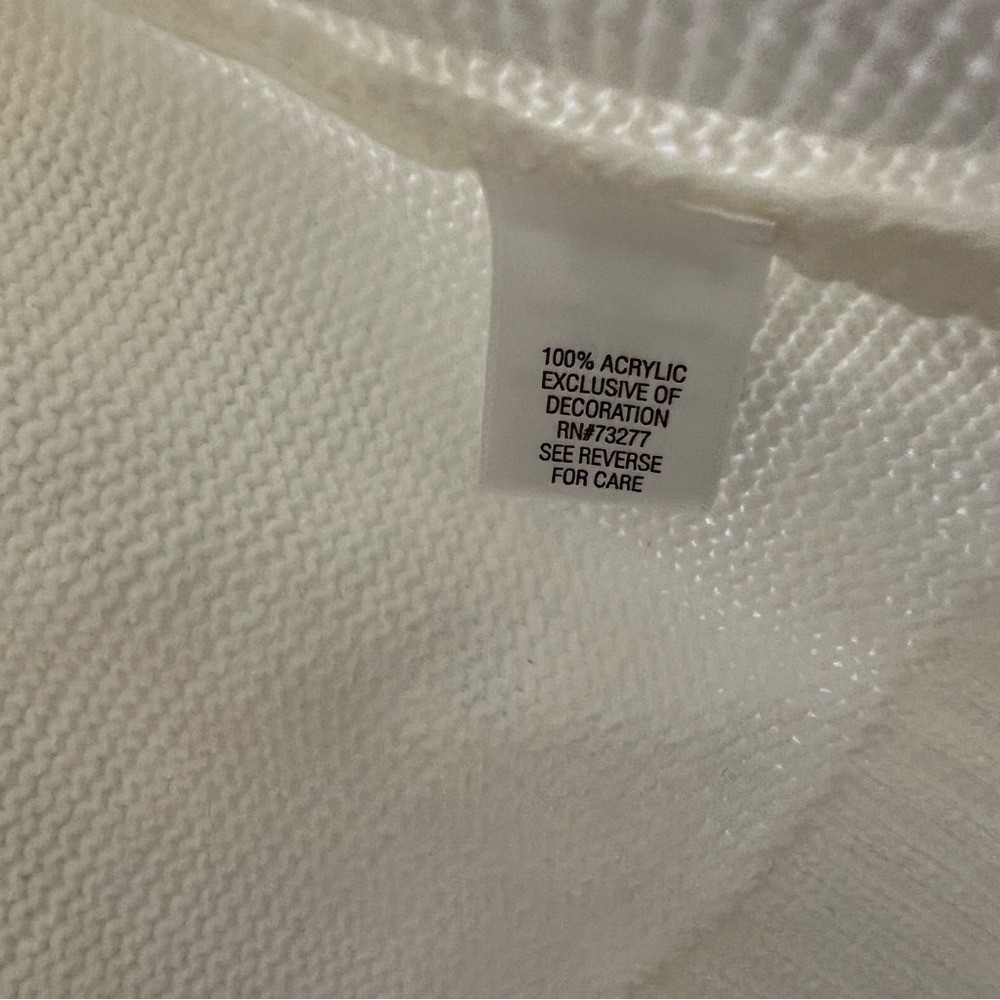 100% ACRYLIC
EXCLUSIVE OF
DECORATION
RN#73277
SEE REVERSE
FOR CARE